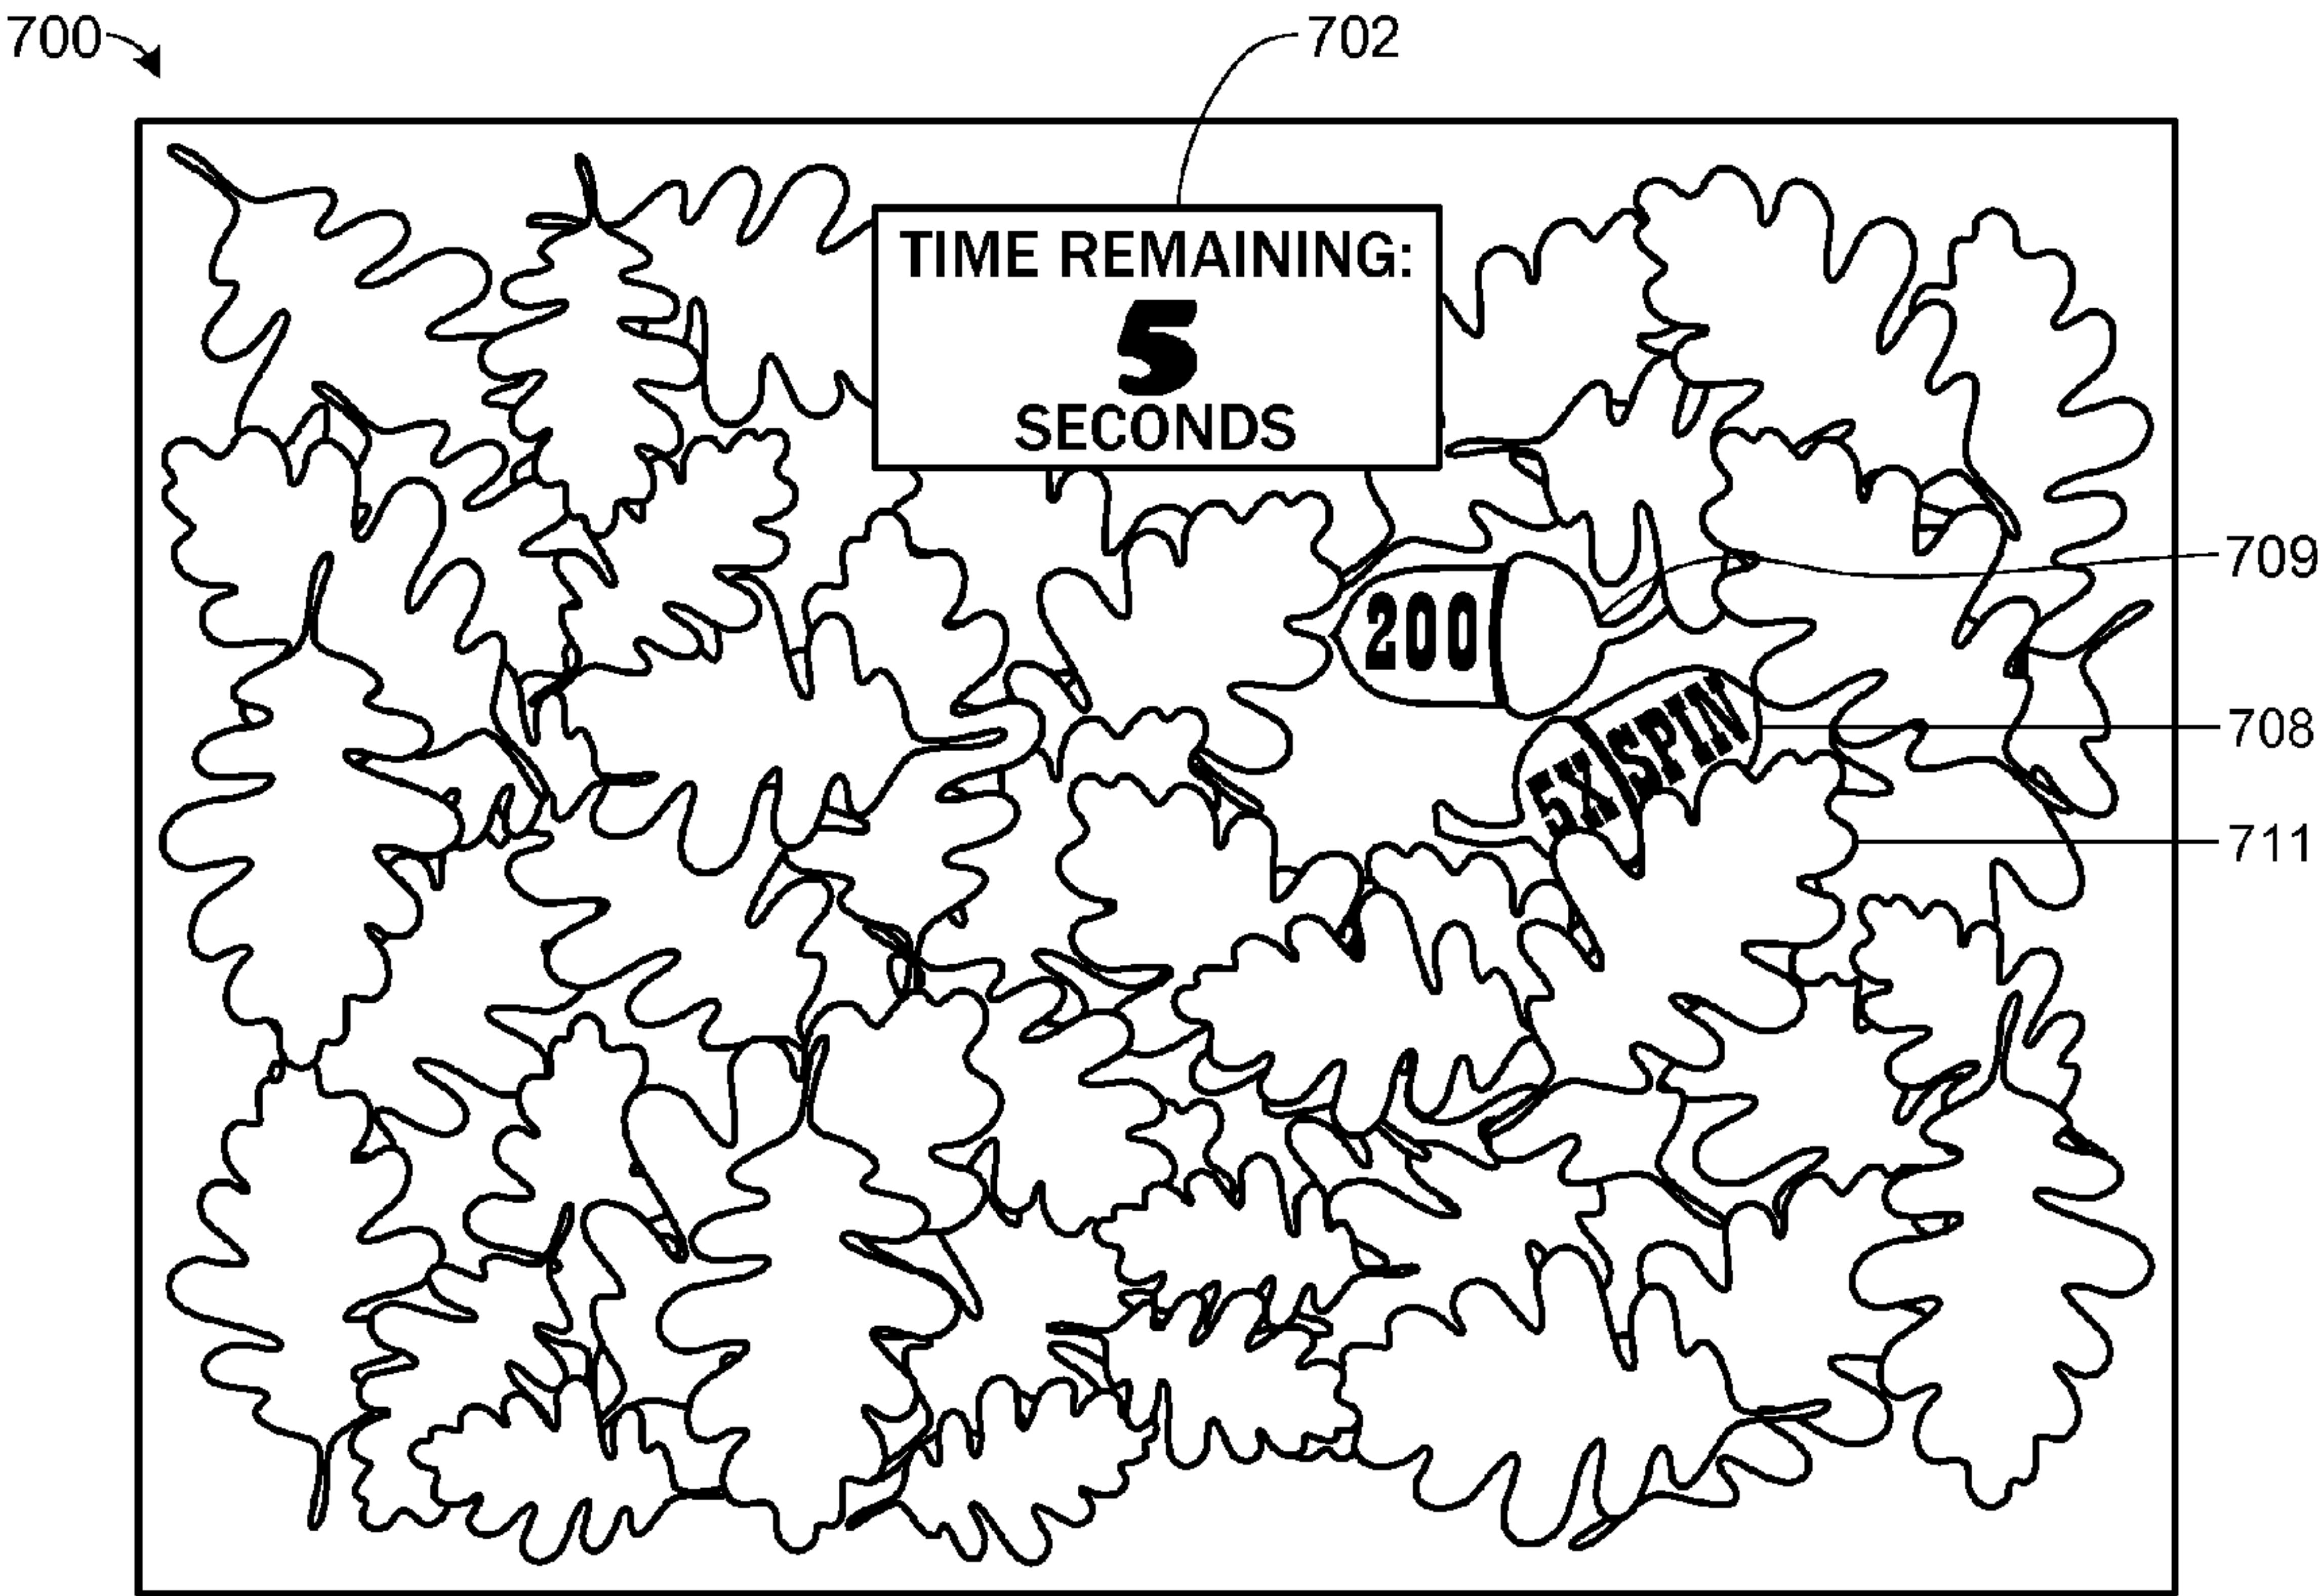 700
702
TIME REMAINING:
5
SECONDS
709
200
5X SPIN
708
711